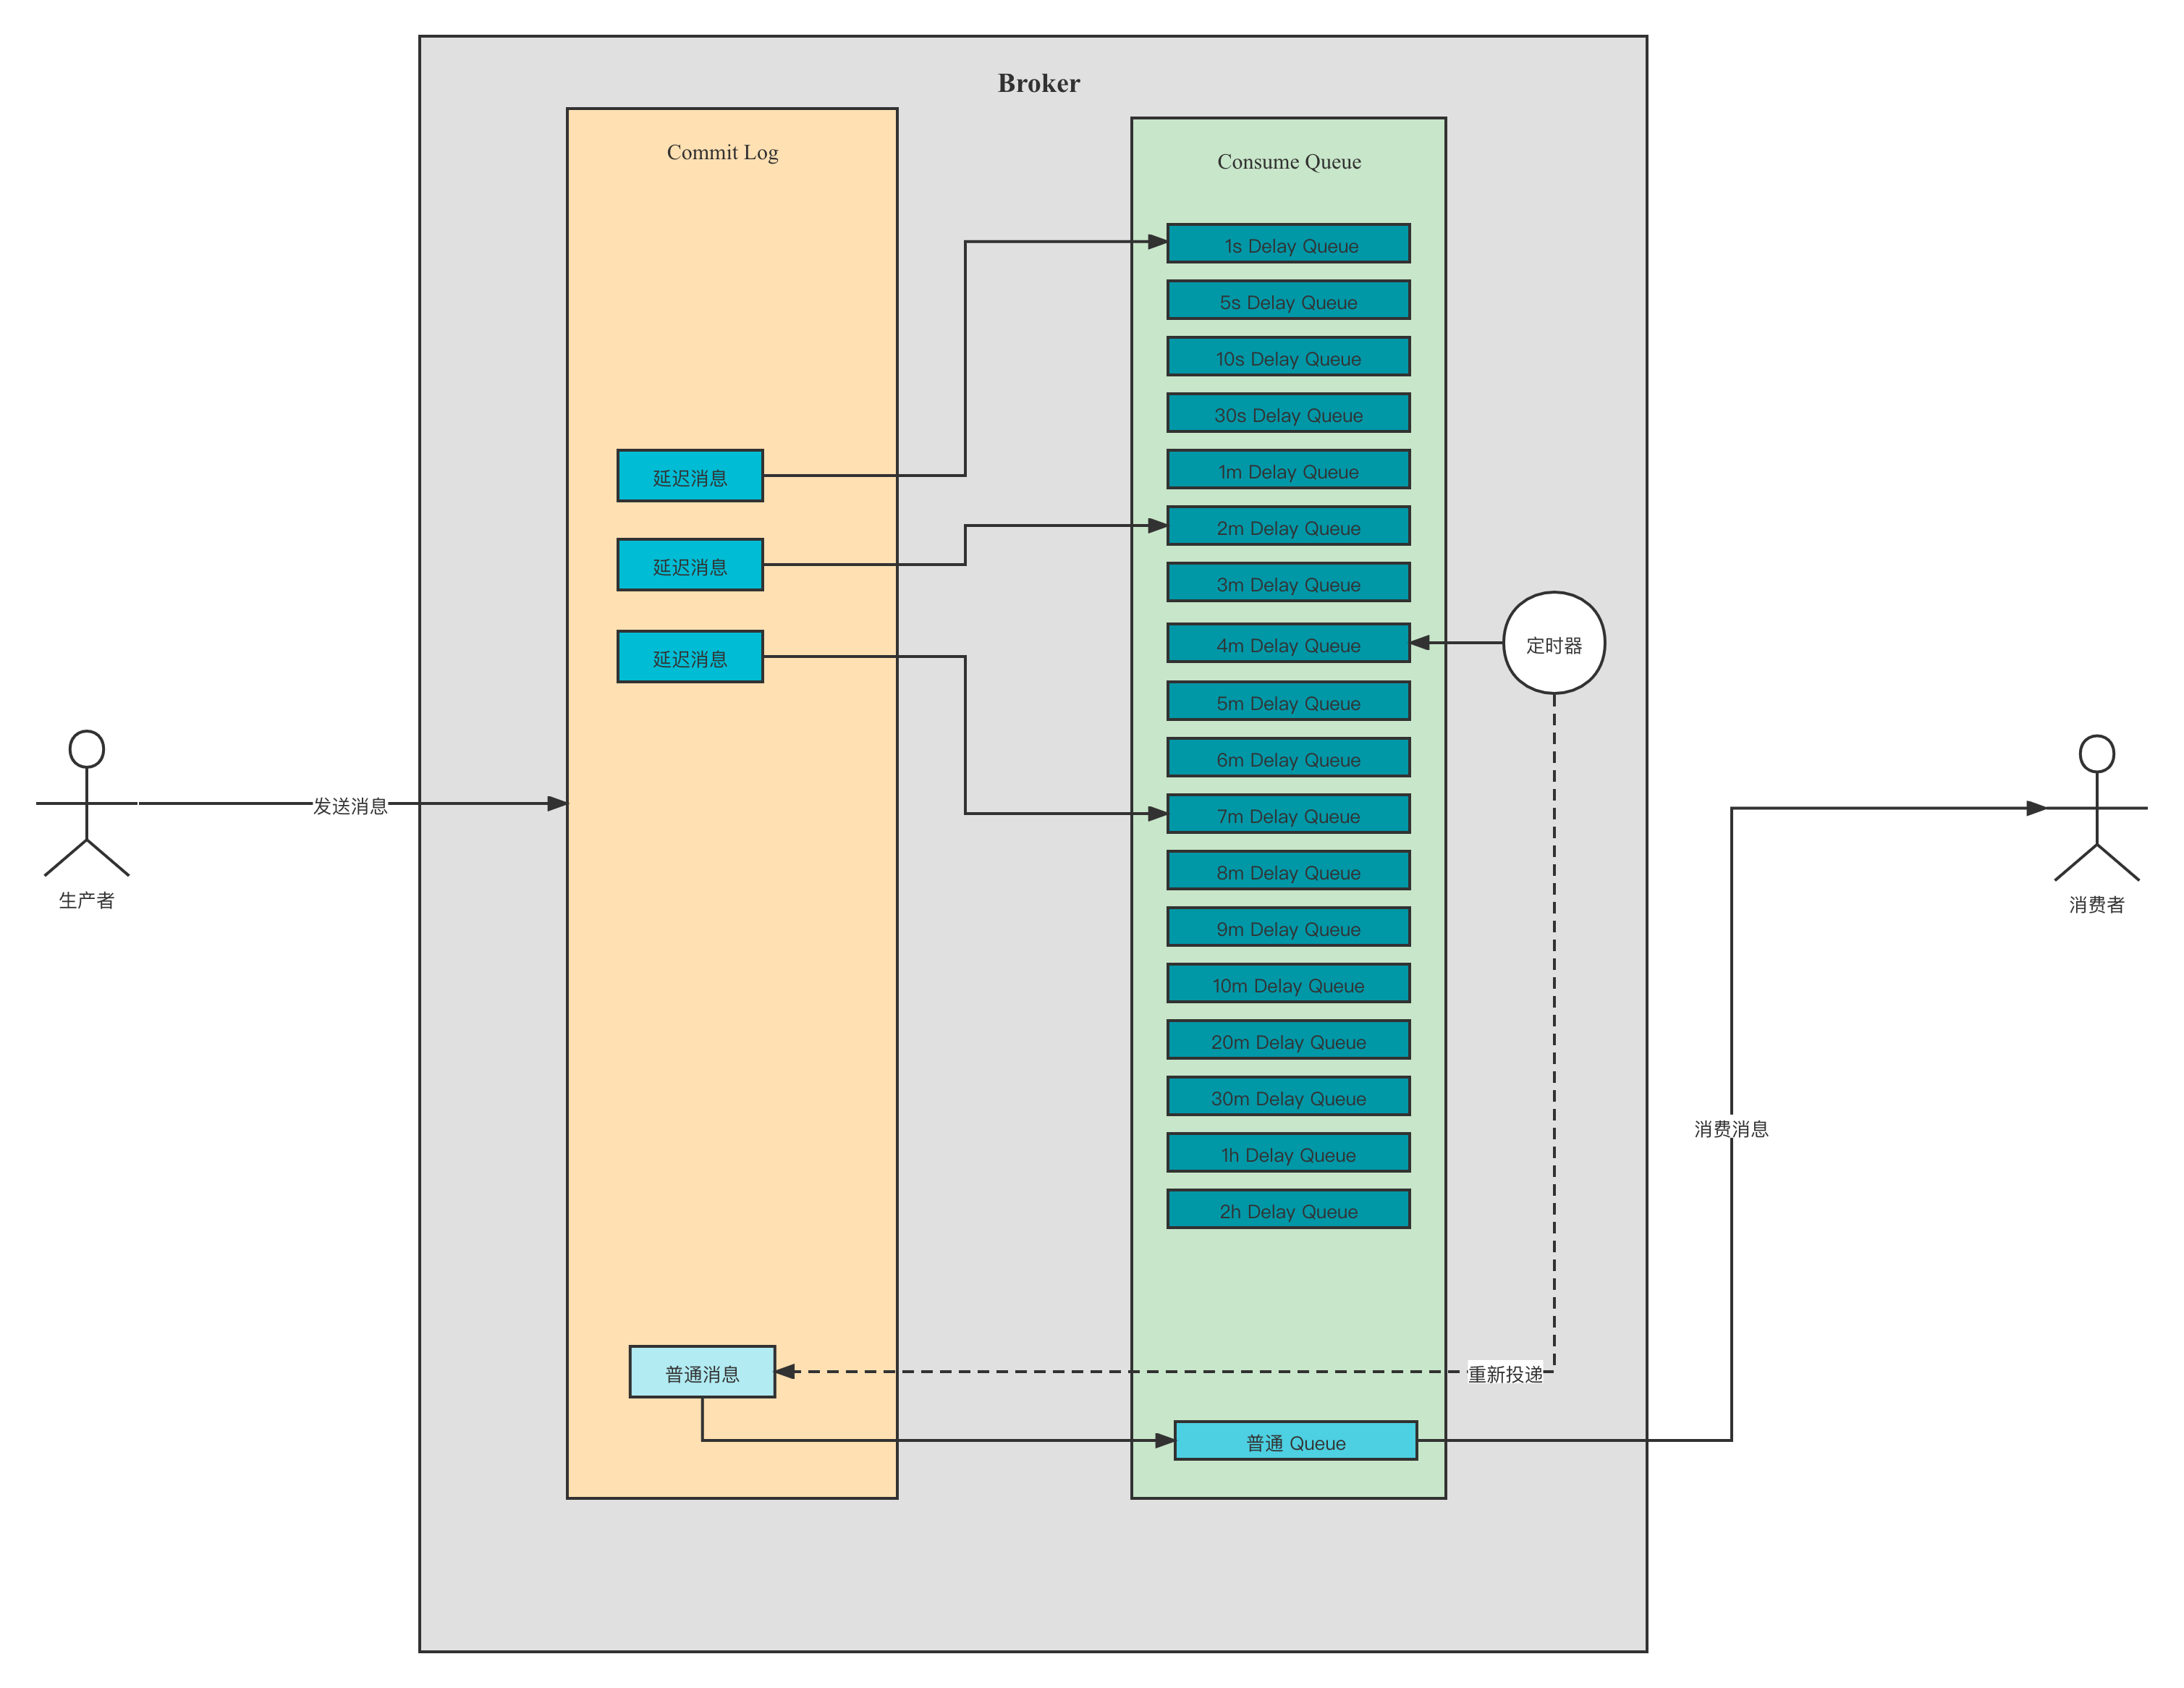 Broker
Commit Log
Consume Queue
1s Delay Queue
5s Delay Queue
10s Delay Queue
30s Delay Queue
延迟消息
1m Delay Queue
2m Delay Queue
延迟消息
3m Delay Queue
延迟消息
4m Delay Queue
定时器
5m Delay Queue
6m Delay Queue
发送消息
7m Delay Queue
8m Delay Queue
生产者
消费者
9m Delay Queue
10m Delay Queue
20m Delay Queue
30m Delay Queue
消费消息
1h Delay Queue
2h Delay Queue
普通消息
重新投递
普通 Queue